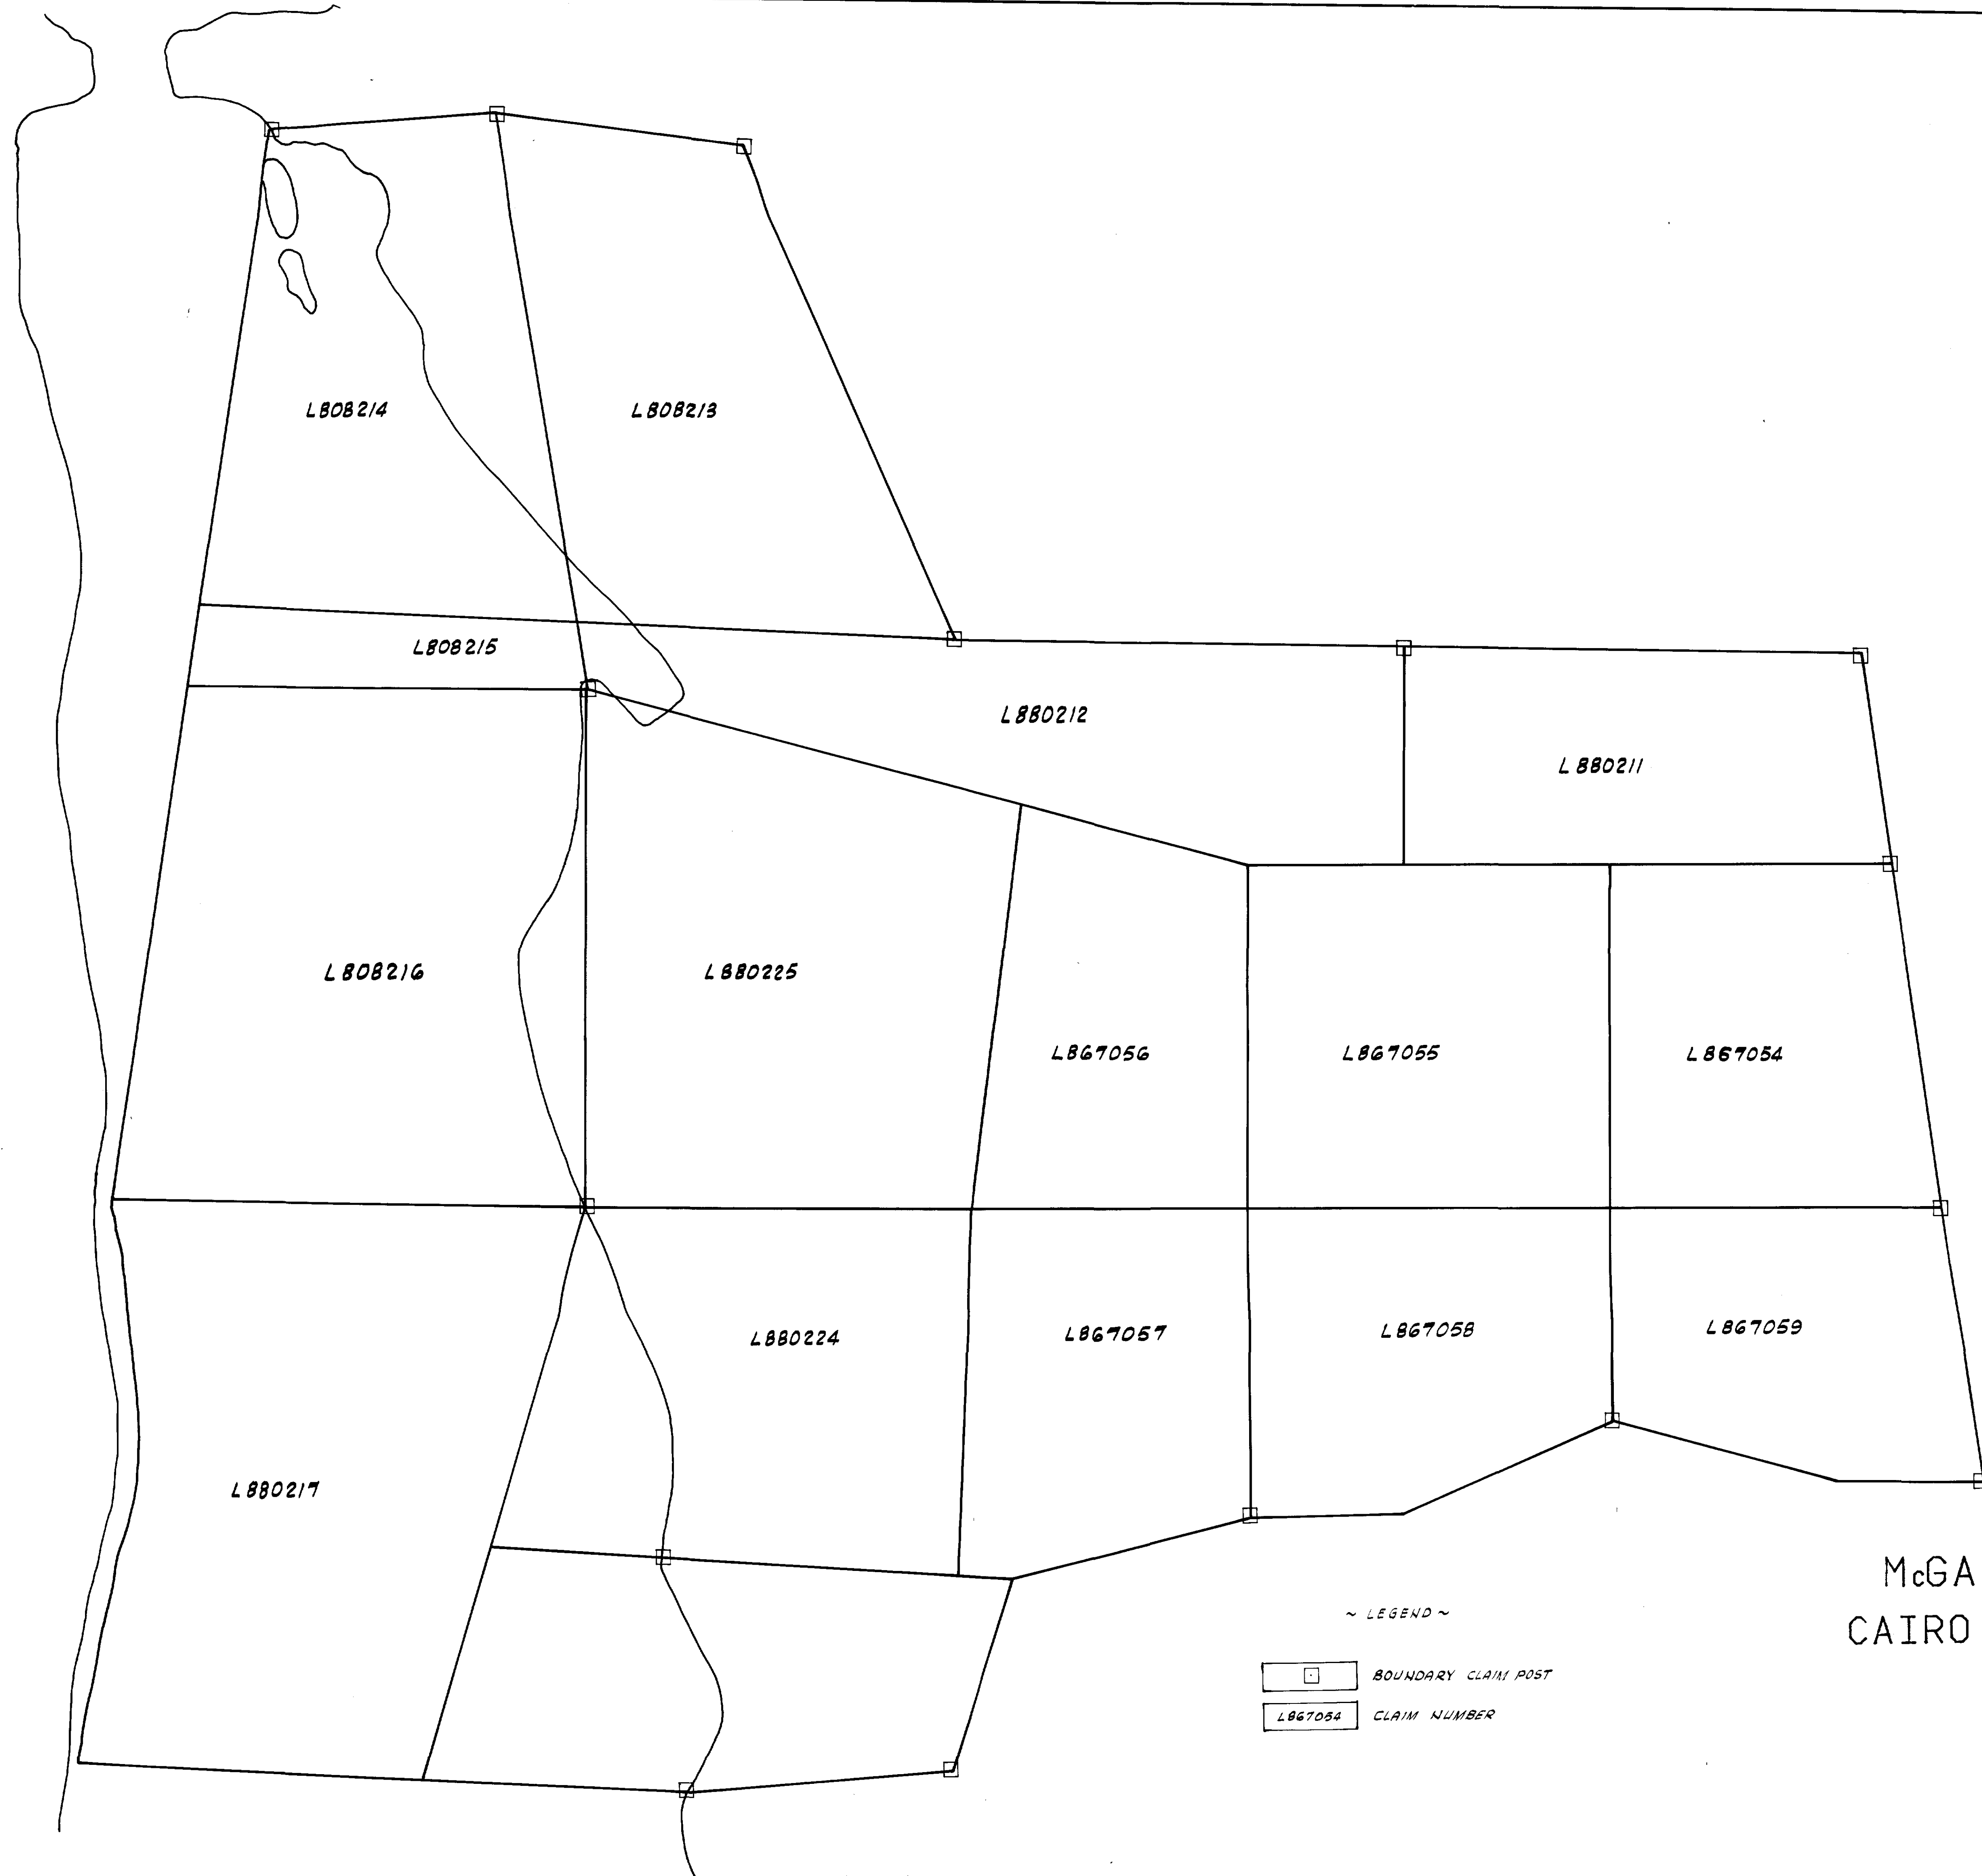 L808214
L808213
L808215
L880212
L880211
L808216
L880225
L867056
L867055
L867054
L880224
L867057
L867058
L867059
L880217
McGA
CAIRO
~ LEGEND ~
BOUNDARY CLAIM POST
L867054 CLAIM NUMBER